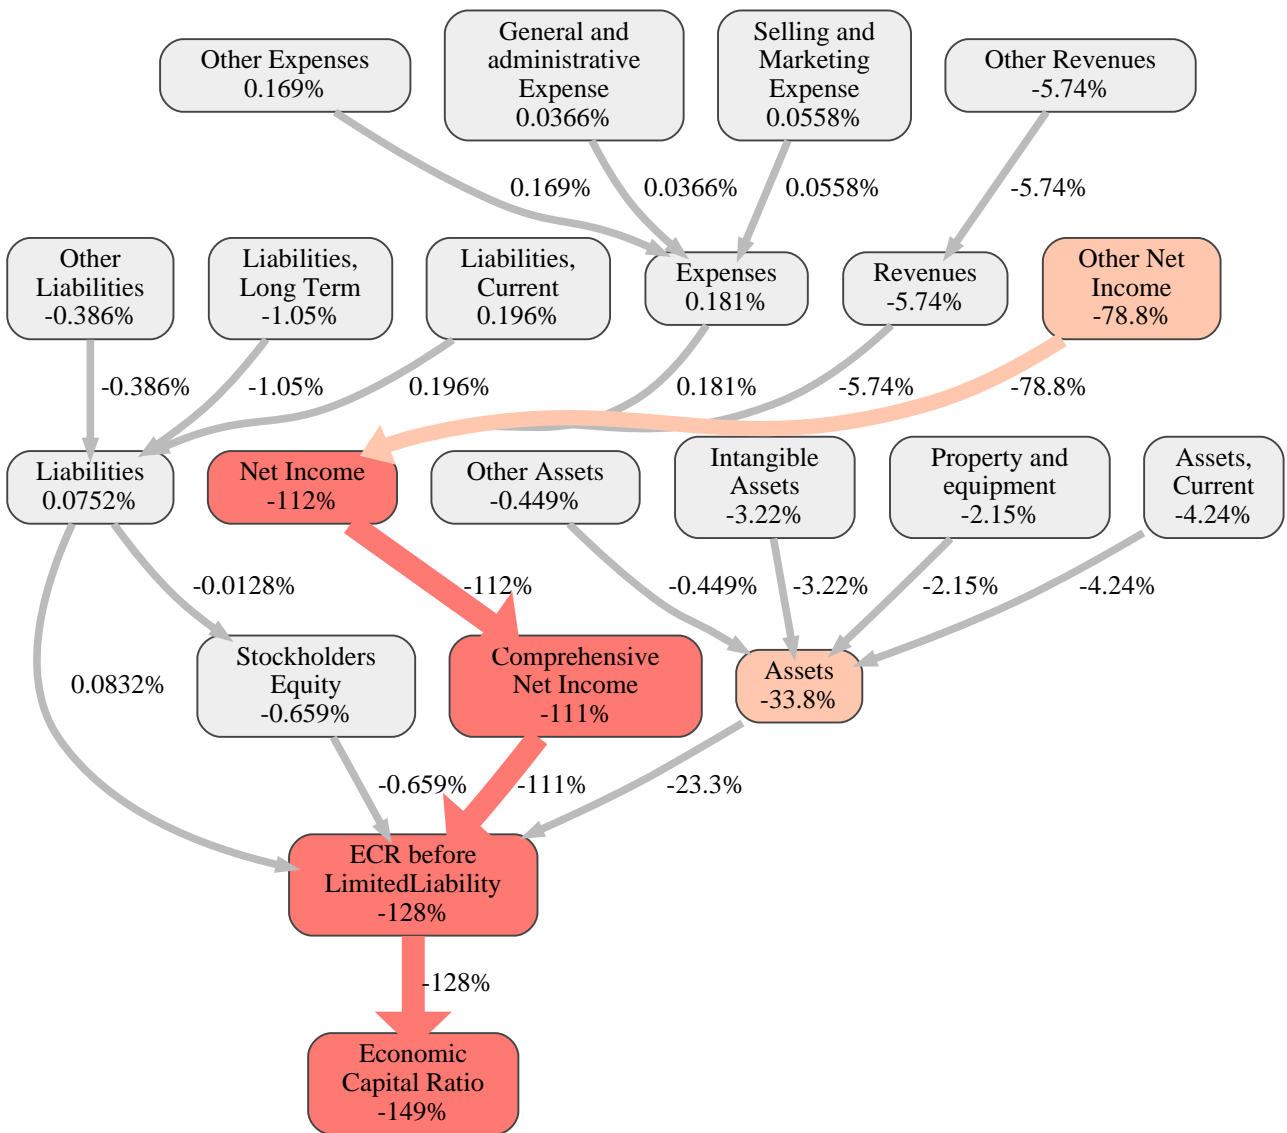 Other Expenses
0.169%
General and
administrative
Expense
0.0366%
Selling and
Marketing
Expense
0.0558%
Other Revenues
-5.74%
0.169%
0.0366%
0.0558%
-5.74%
Other
Liabilities
-0.386%
Liabilities,
Long Term
-1.05%
Liabilities,
Current
0.196%
Expenses
0.181%
Revenues
-5.74%
Other Net
Income
-78.8%
-0.386%
-1.05%
0.196%
0.181%
-5.74%
-78.8%
Liabilities
0.0752%
Net Income
-112%
Other Assets
-0.449%
Intangible
Assets
-3.22%
Property and
equipment
-2.15%
Assets,
Current
-4.24%
-0.0128%
-112%
-0.449%
-3.22%
-2.15%
-4.24%
0.0832%
Stockholders
Equity
-0.659%
Comprehensive
Net Income
-111%
Assets
-33.8%
-0.659%
-111%
-23.3%
ECR before
LimitedLiability
-128%
-128%
Economic
Capital Ratio
-149%